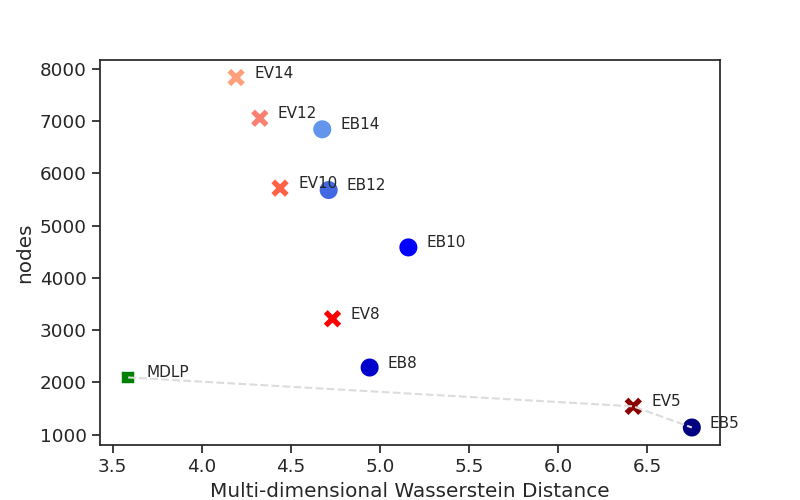 8000
7000
6000
5000
4000
3000
2000
1000
nodes
EV14
EV12
EB14
EV10
EB12
EB10
EV8
EB8
MDLP
EV5
EB5
3.5 4.0 4.5 5.0 5.5 6.0 6.5
Multi-dimensional Wasserstein Distance